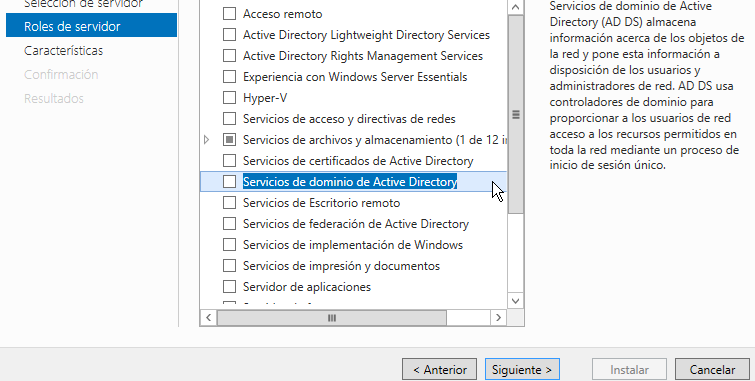 Selección de servidor
Roles de servidor
Características
Confirmación
Resultados
Acceso remoto
Active Directory Lightweight Directory Services
Active Directory Rights Management Services
Experiencia con Windows Server Essentials
Hyper-V
Servicios de acceso y directivas de redes
Servicios de archivos y almacenamiento (1 de 12 in
Servicios de certificados de Active Directory
Servicios de dominio de Active Directory
Servicios de Escritorio remoto
Servicios de federación de Active Directory
Servicios de implementación de Windows
Servicios de impresión y documentos
Servidor de aplicaciones
Servicios de dominio de Active
Directory (AD DS) almacena
información acerca de los objetos de
la red y pone esta información a
disposición de los usuarios y
administradores de red. AD DS usa
controladores de dominio para
proporcionar a los usuarios de red
acceso a los recursos permitidos en
toda la red mediante un proceso de
inicio de sesión único.
< Anterior
Siguiente >
Instalar
Cancelar